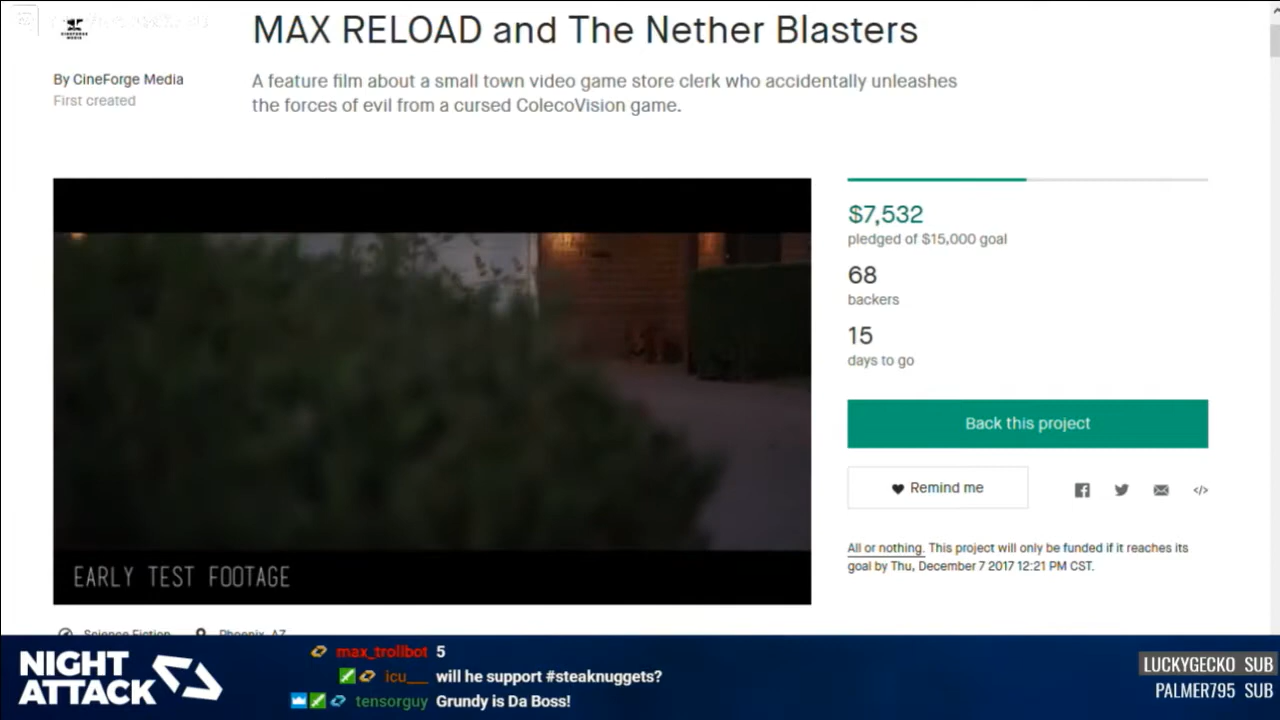 MAX RELOAD and The Nether Blasters
CINEFORGE
By CineForge Media
First created
A feature film about a small town video game store clerk who accidentally unleashes
the forces of evil from a cursed ColecoVision game.
$7,532
pledged of $15,000 goal
68
backers
15
days to go
Back this project
Remind me
All or nothing. This project will only be funded if it reaches its
goal by Thu, December 7 2017 12:21 PM CST.
EARLY TEST FOOTAGE
Science Fiction
Phoenix, AZ
NIGHT
ATTACK
max_trollbot 5
icu___ will he support #steaknuggets?
tensorguy Grundy is Da Boss!
LUCKYGECKO SUB
PALMER795 SUB